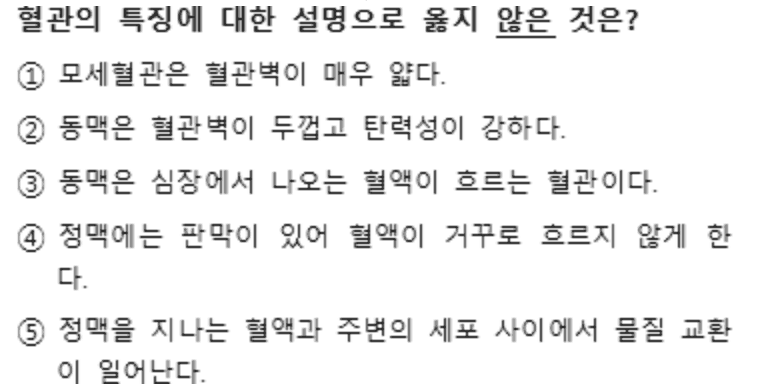 혈관의 특징에 대한 설명으로 옳지 않은 것은?
① 모세혈관은 혈관벽이 매우 얇다.
② 동맥은 혈관벽이 두껍고 탄력성이 강하다.
③ 동맥은 심장에서 나오는 혈액이 흐르는 혈관이다.
④ 정맥에는 판막이 있어 혈액이 거꾸로 흐르지 않게 한
다.
⑤ 정맥을 지나는 혈액과 주변의 세포 사이에서 물질 교환
이 일어난다.